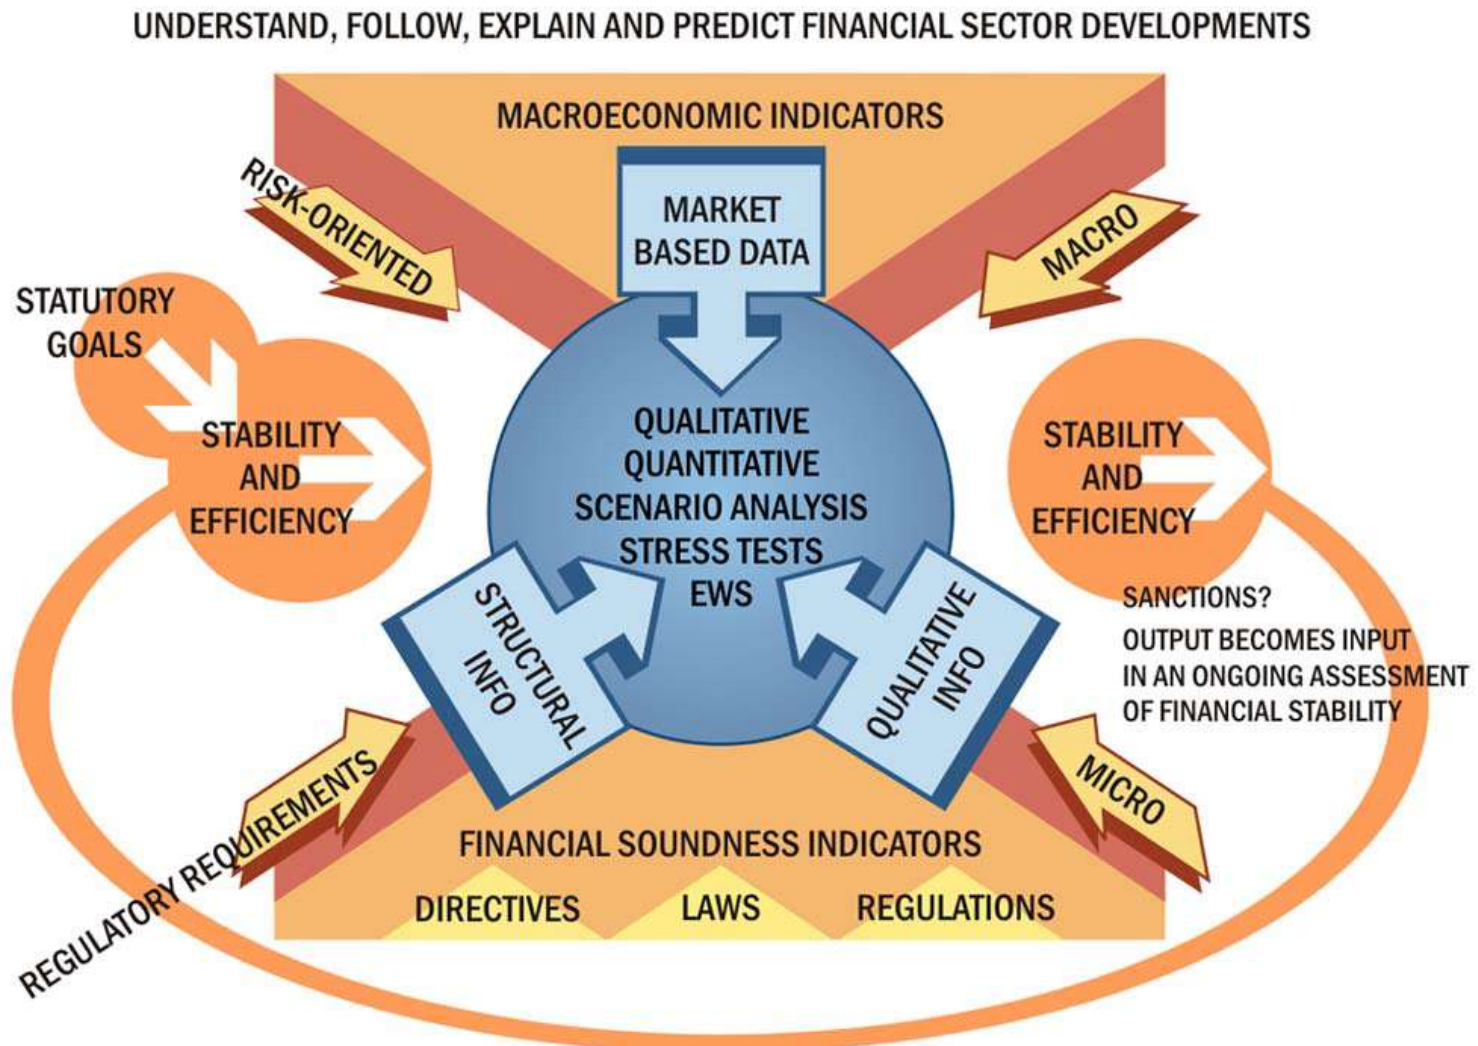 UNDERSTAND, FOLLOW, EXPLAIN AND PREDICT FINANCIAL SECTOR DEVELOPMENTS
MACROECONOMIC INDICATORS
MARKET
BASED DATA
RISK-ORIENTED
MACRO
STATUTORY
GOALS
STABILITY
AND
EFFICIENCY
QUALITATIVE
QUANTITATIVE
SCENARIO ANALYSIS
STRESS TESTS
EWS
STABILITY
AND
EFFICIENCY
STRUCTURAL
INFO
QUALITATIVE
INFO
SANCTIONS?
OUTPUT BECOMES INPUT
IN AN ONGOING ASSESSMENT
OF FINANCIAL STABILITY
REGULATORY REQUIREMENTS
MICRO
FINANCIAL SOUNDNESS INDICATORS
DIRECTIVES
LAWS
REGULATIONS